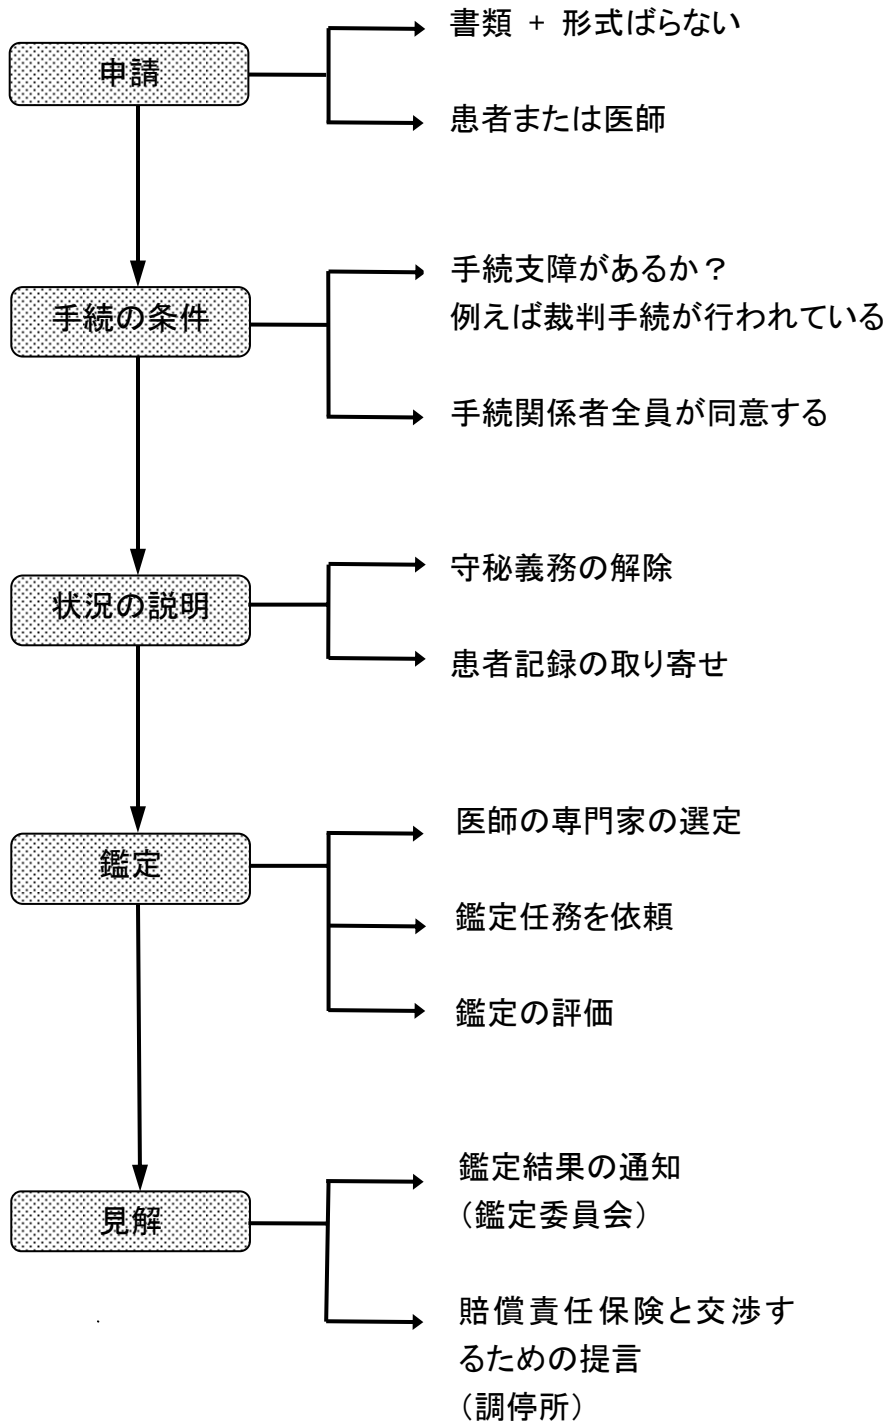 申請
書類 + 形式ばらない
患者または医師
手続の条件
手続支障があるか？
例えば裁判手続が行われている
手続関係者全員が同意する
状況の説明
守秘義務の解除
患者記録の取り寄せ
鑑定
医師の専門家の選定
鑑定任務を依頼
鑑定の評価
見解
鑑定結果の通知
（鑑定委員会）
賠償責任保険と交渉す
るための提言
（調停所）